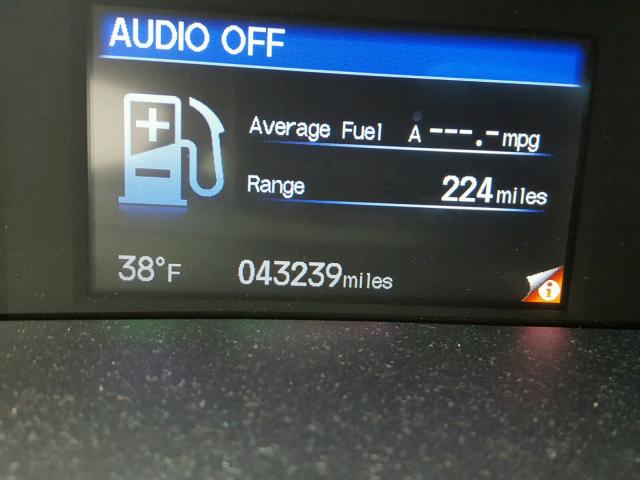 AUDIO OFF
Average Fuel A ---.- mpg
Range 224 miles
38°F 043239 miles
i